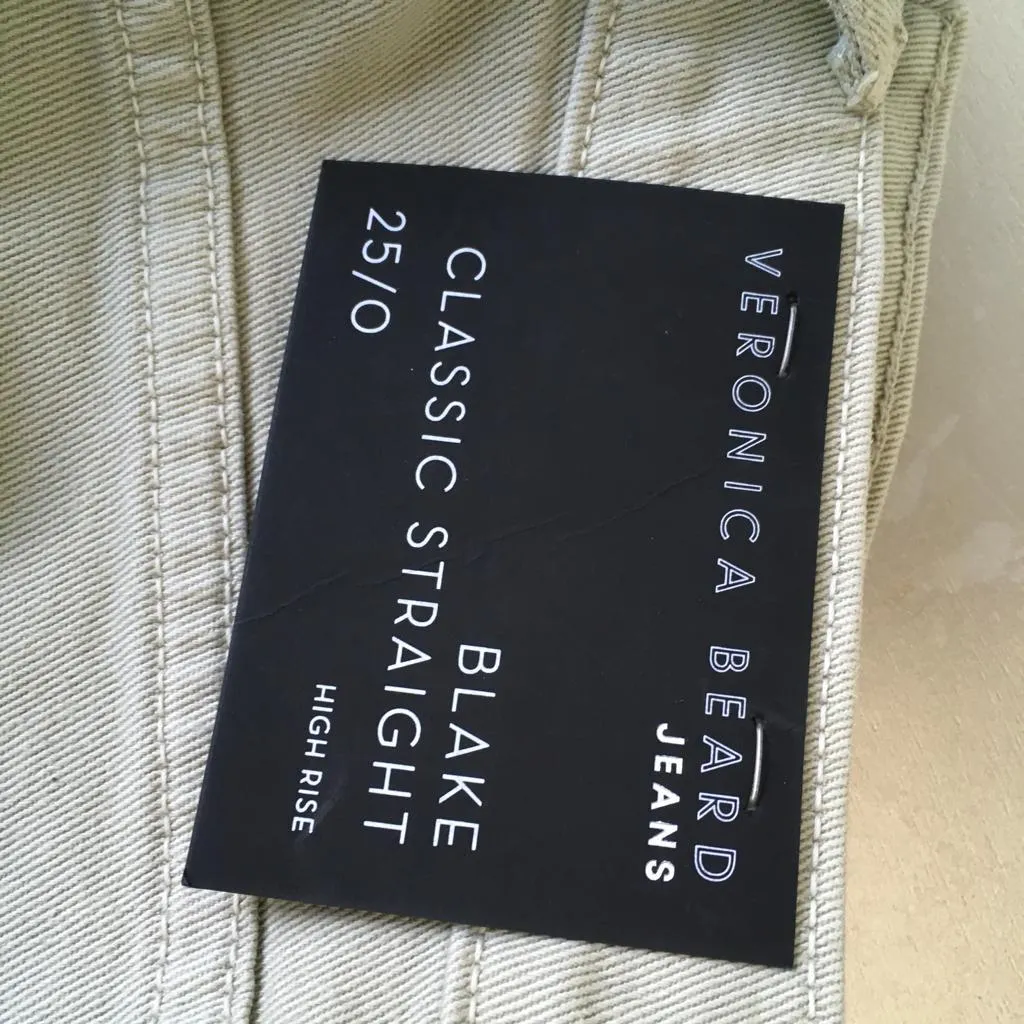 VERONICA BEARD
JEANS
BLAKE
CLASSIC STRAIGHT
25/0
HIGH RISE